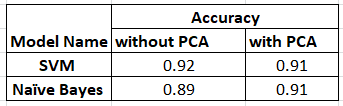 Accuracy
Model Name without PCA with PCA
SVM 0.92 0.91
Naïve Bayes 0.89 0.91